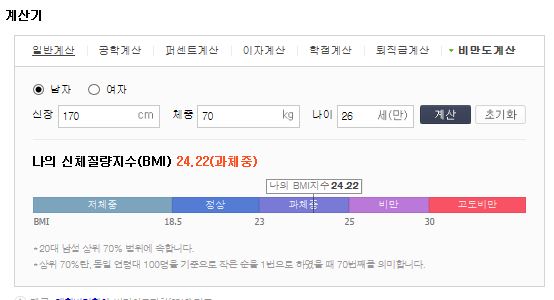 계산기
일반계산 공학계산 퍼센트계산 이자계산 학점계산 퇴직금계산 비만도계산
남자 여자
신장 170 cm 체중 70 kg 나이 26 세(만) 계산 초기화
나의 신체질량지수(BMI) 24.22(과체중)
나의 BMI지수 24.22
저체중 정상 과체중 비만 고도비만
BMI 18.5 23 25 30
*20대 남성 상위 70% 범위에 속합니다.
*상위 70%란, 동일 연령대 100명을 기준으로 작은 순을 1번으로 하였을 때 70번째를 의미합니다.